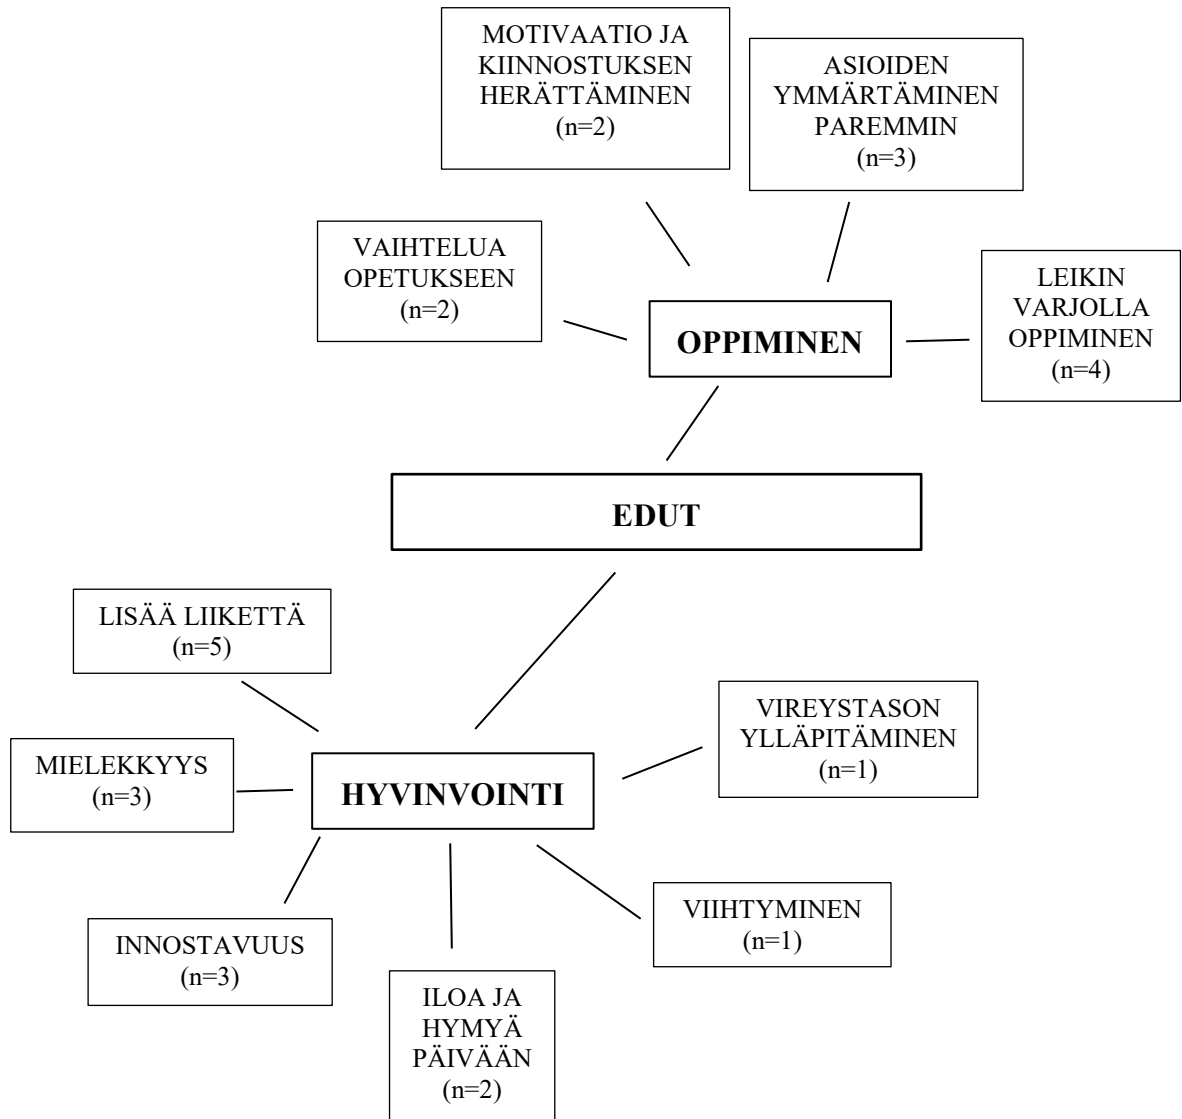 MOTIVAATIO JA
KIINNOSTUKSEN
HERÄTTÄMINEN
(n=2)
ASIOIDEN
YMMÄRTÄMINEN
PAREMMIN
(n=3)
VAIHTELUA
OPETUKSEEN
(n=2)
LEIKIN
VARJOLLA
OPPIMINEN
(n=4)
OPPIMINEN
EDUT
LISÄÄ LIIKETTÄ
(n=5)
VIREYSTASON
YLLÄPITÄMINEN
(n=1)
MIELEKKYYS
(n=3)
HYVINVOINTI
VIIHTYMINEN
(n=1)
INNOSTAVUUS
(n=3)
ILOA JA
HYMYÄ
PÄIVÄÄN
(n=2)